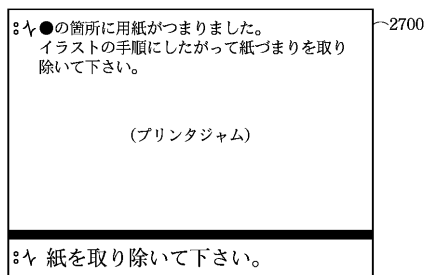 ●の箇所に用紙がつまりました。
イラストの手順にしたがって紙づまりを取り
除いて下さい。
(プリンタジャム)
紙を取り除いて下さい。
2700